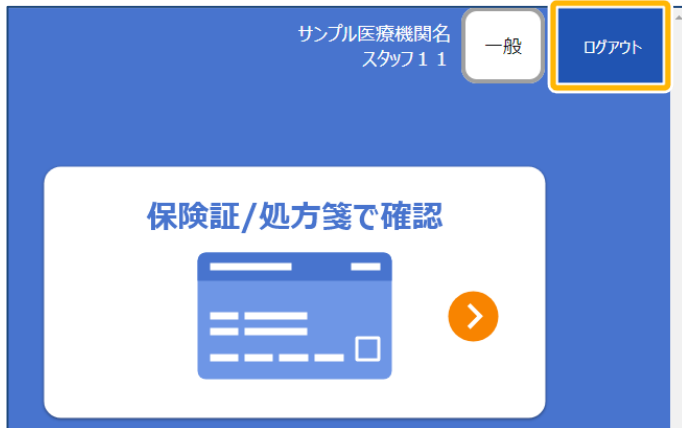 サンプル医療機関名
スタッフ１１
一般
ログアウト
保険証/処方箋で確認